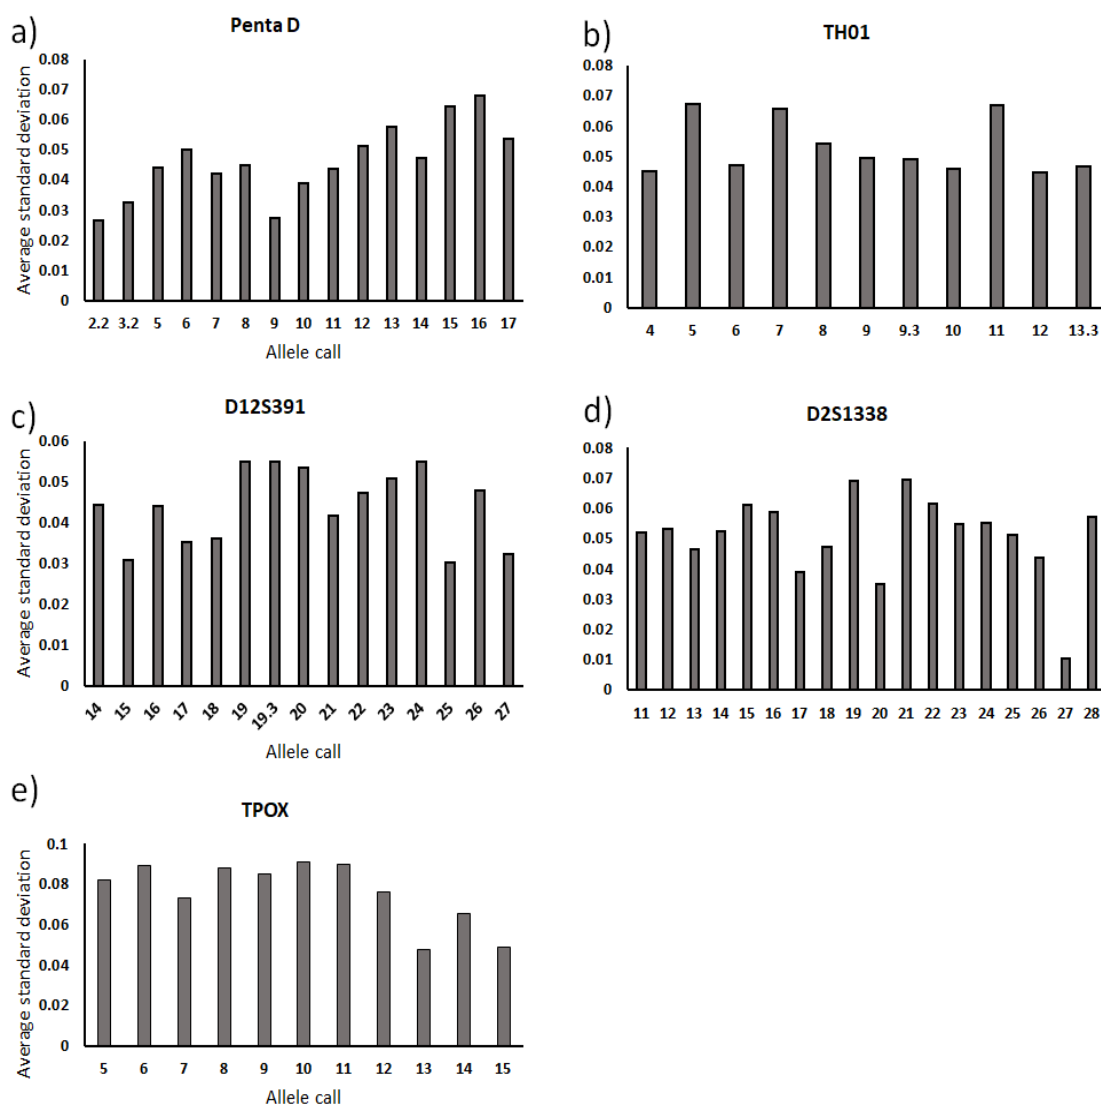 a)
Penta D
Average standard deviation
0.08
0.07
0.06
0.05
0.04
0.03
0.02
0.01
0
2.2 3.2 5 6 7 8 9 10 11 12 13 14 15 16 17
Allele call
b)
TH01
0.08
0.07
0.06
0.05
0.04
0.03
0.02
0.01
0
4 5 6 7 8 9 9.3 10 11 12 13.3
c)
D12S391
Average standard deviation
0.06
0.05
0.04
0.03
0.02
0.01
0
14 15 16 17 18 19 19.3 20 21 22 23 24 25 26 27
Allele call
d)
D2S1338
0.08
0.07
0.06
0.05
0.04
0.03
0.02
0.01
0
11 12 13 14 15 16 17 18 19 20 21 22 23 24 25 26 27 28
e)
TPOX
Average standard deviation
0.1
0.08
0.06
0.04
0.02
0
5 6 7 8 9 10 11 12 13 14 15
Allele call